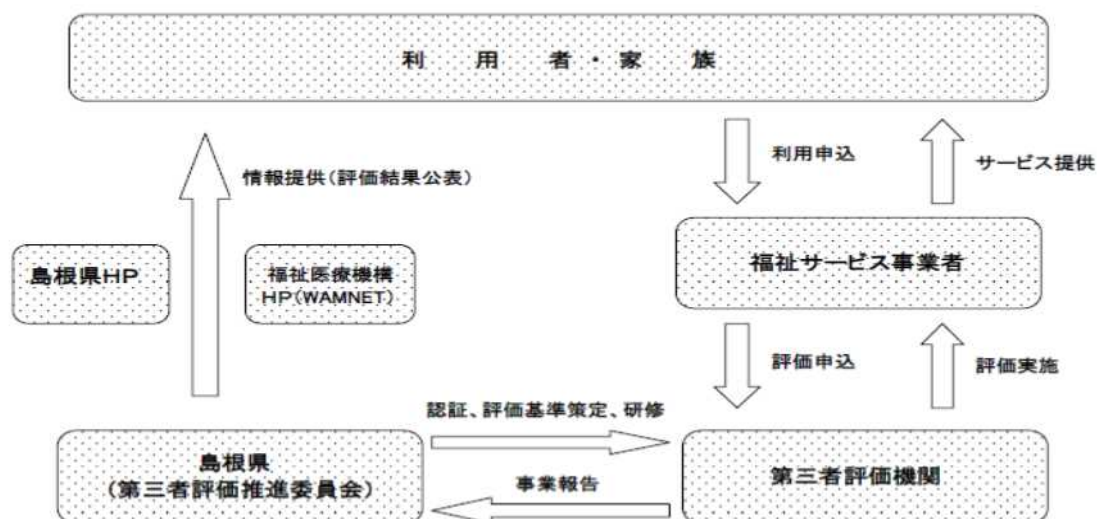 利 用 者・家 族
利用申込
サービス提供
情報提供(評価結果公表)
島根県HP
福祉医療機構
HP(WAMNET)
福祉サービス事業者
評価申込
評価実施
認証、評価基準策定、研修
島根県
(第三者評価推進委員会)
事業報告
第三者評価機関